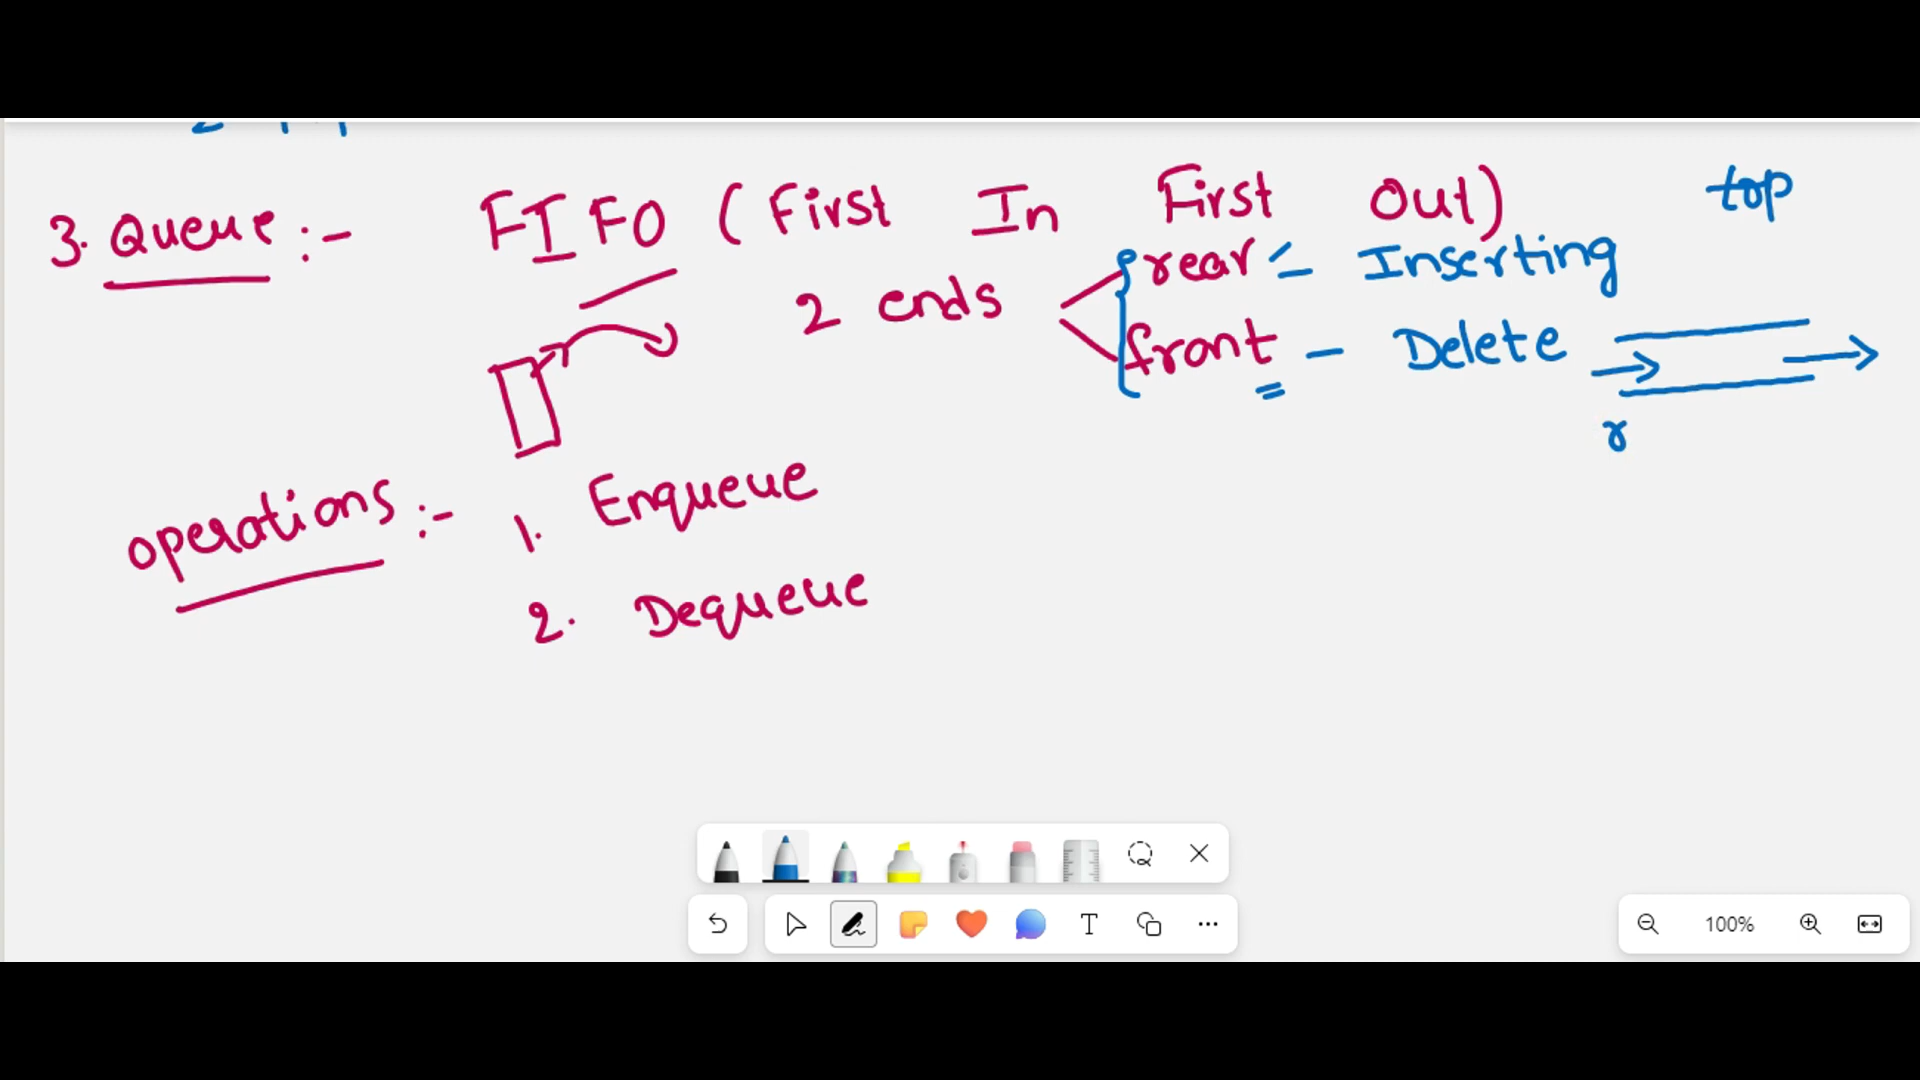 3. Queue :- FIFO (First In First Out) top
2 ends rear - Inserting
front - Delete
r
operations :- 1. Enqueue
2. Dequeue
100%